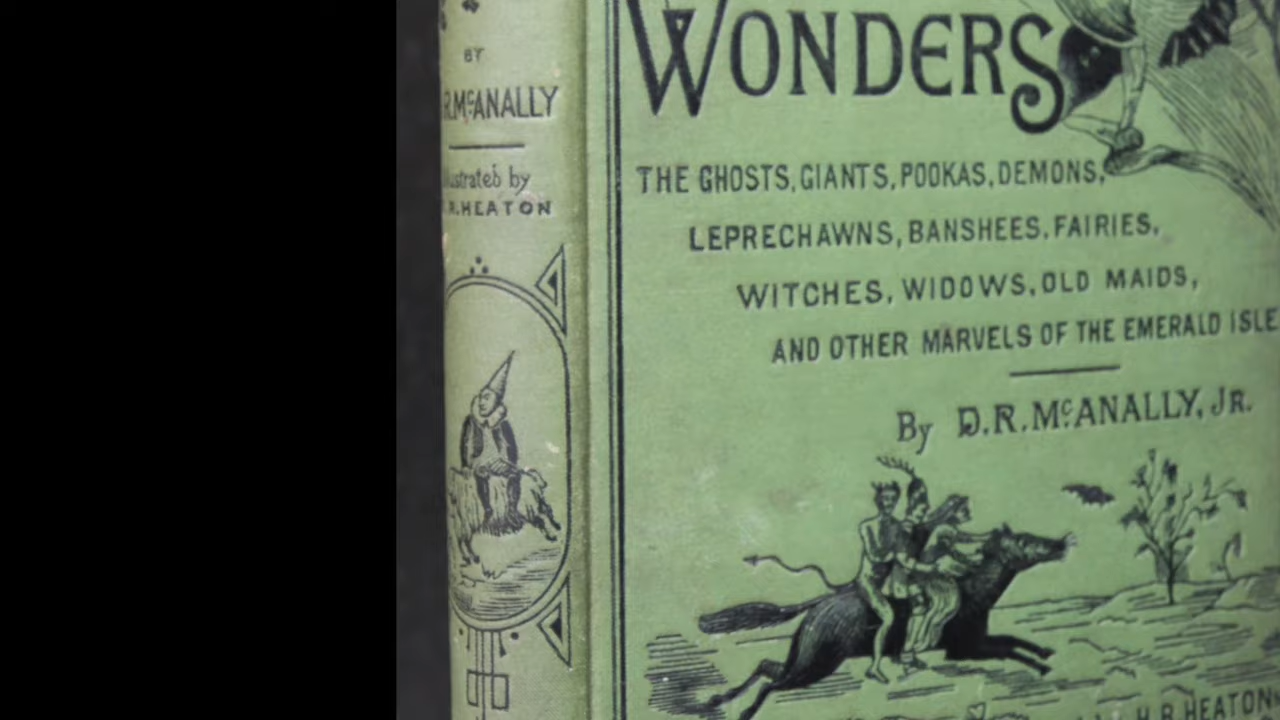 BY
R.McANALLY
lustrated by
R.HEATON
WONDERS
THE GHOSTS, GIANTS, POOKAS, DEMONS,
LEPRECHAWNS, BANSHEES, FAIRIES,
WITCHES, WIDOWS, OLD MAIDS,
AND OTHER MARVELS OF THE EMERALD ISLE
By D.R. McANALLY, JR.
H.R. HEATON